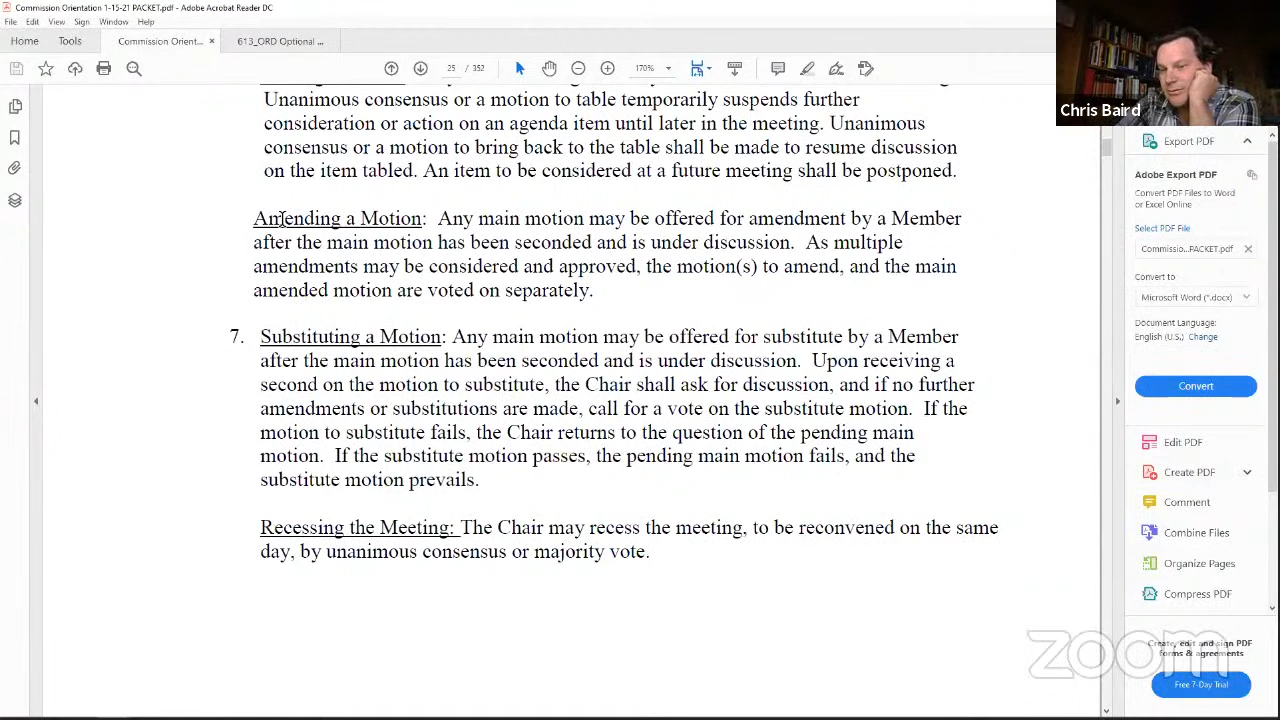 Commission Orientation 1-15-21 PACKET.pdf - Adobe Acrobat Reader DC
File Edit View Sign Window Help
Home Tools Commission Orient... × 613_ORD Optional ...
25 / 352 170%
Chris Baird
Unanimous consensus or a motion to table temporarily suspends further
consideration or action on an agenda item until later in the meeting. Unanimous
consensus or a motion to bring back to the table shall be made to resume discussion
on the item tabled. An item to be considered at a future meeting shall be postponed.
Amending a Motion: Any main motion may be offered for amendment by a Member
after the main motion has been seconded and is under discussion. As multiple
amendments may be considered and approved, the motion(s) to amend, and the main
amended motion are voted on separately.
7. Substituting a Motion: Any main motion may be offered for substitute by a Member
after the main motion has been seconded and is under discussion. Upon receiving a
second on the motion to substitute, the Chair shall ask for discussion, and if no further
amendments or substitutions are made, call for a vote on the substitute motion. If the
motion to substitute fails, the Chair returns to the question of the pending main
motion. If the substitute motion passes, the pending main motion fails, and the
substitute motion prevails.
Recessing the Meeting: The Chair may recess the meeting, to be reconvened on the same
day, by unanimous consensus or majority vote.
Export PDF
Adobe Export PDF
Convert PDF Files to Word
or Excel Online
Select PDF File
Commissio...PACKET.pdf
Convert to
Microsoft Word (*.docx)
Document Language:
English (U.S.) Change
Convert
Edit PDF
Create PDF
Comment
Combine Files
Organize Pages
Compress PDF
Create, edit and sign PDF
forms & agreements
Free 7-Day Trial
zoom